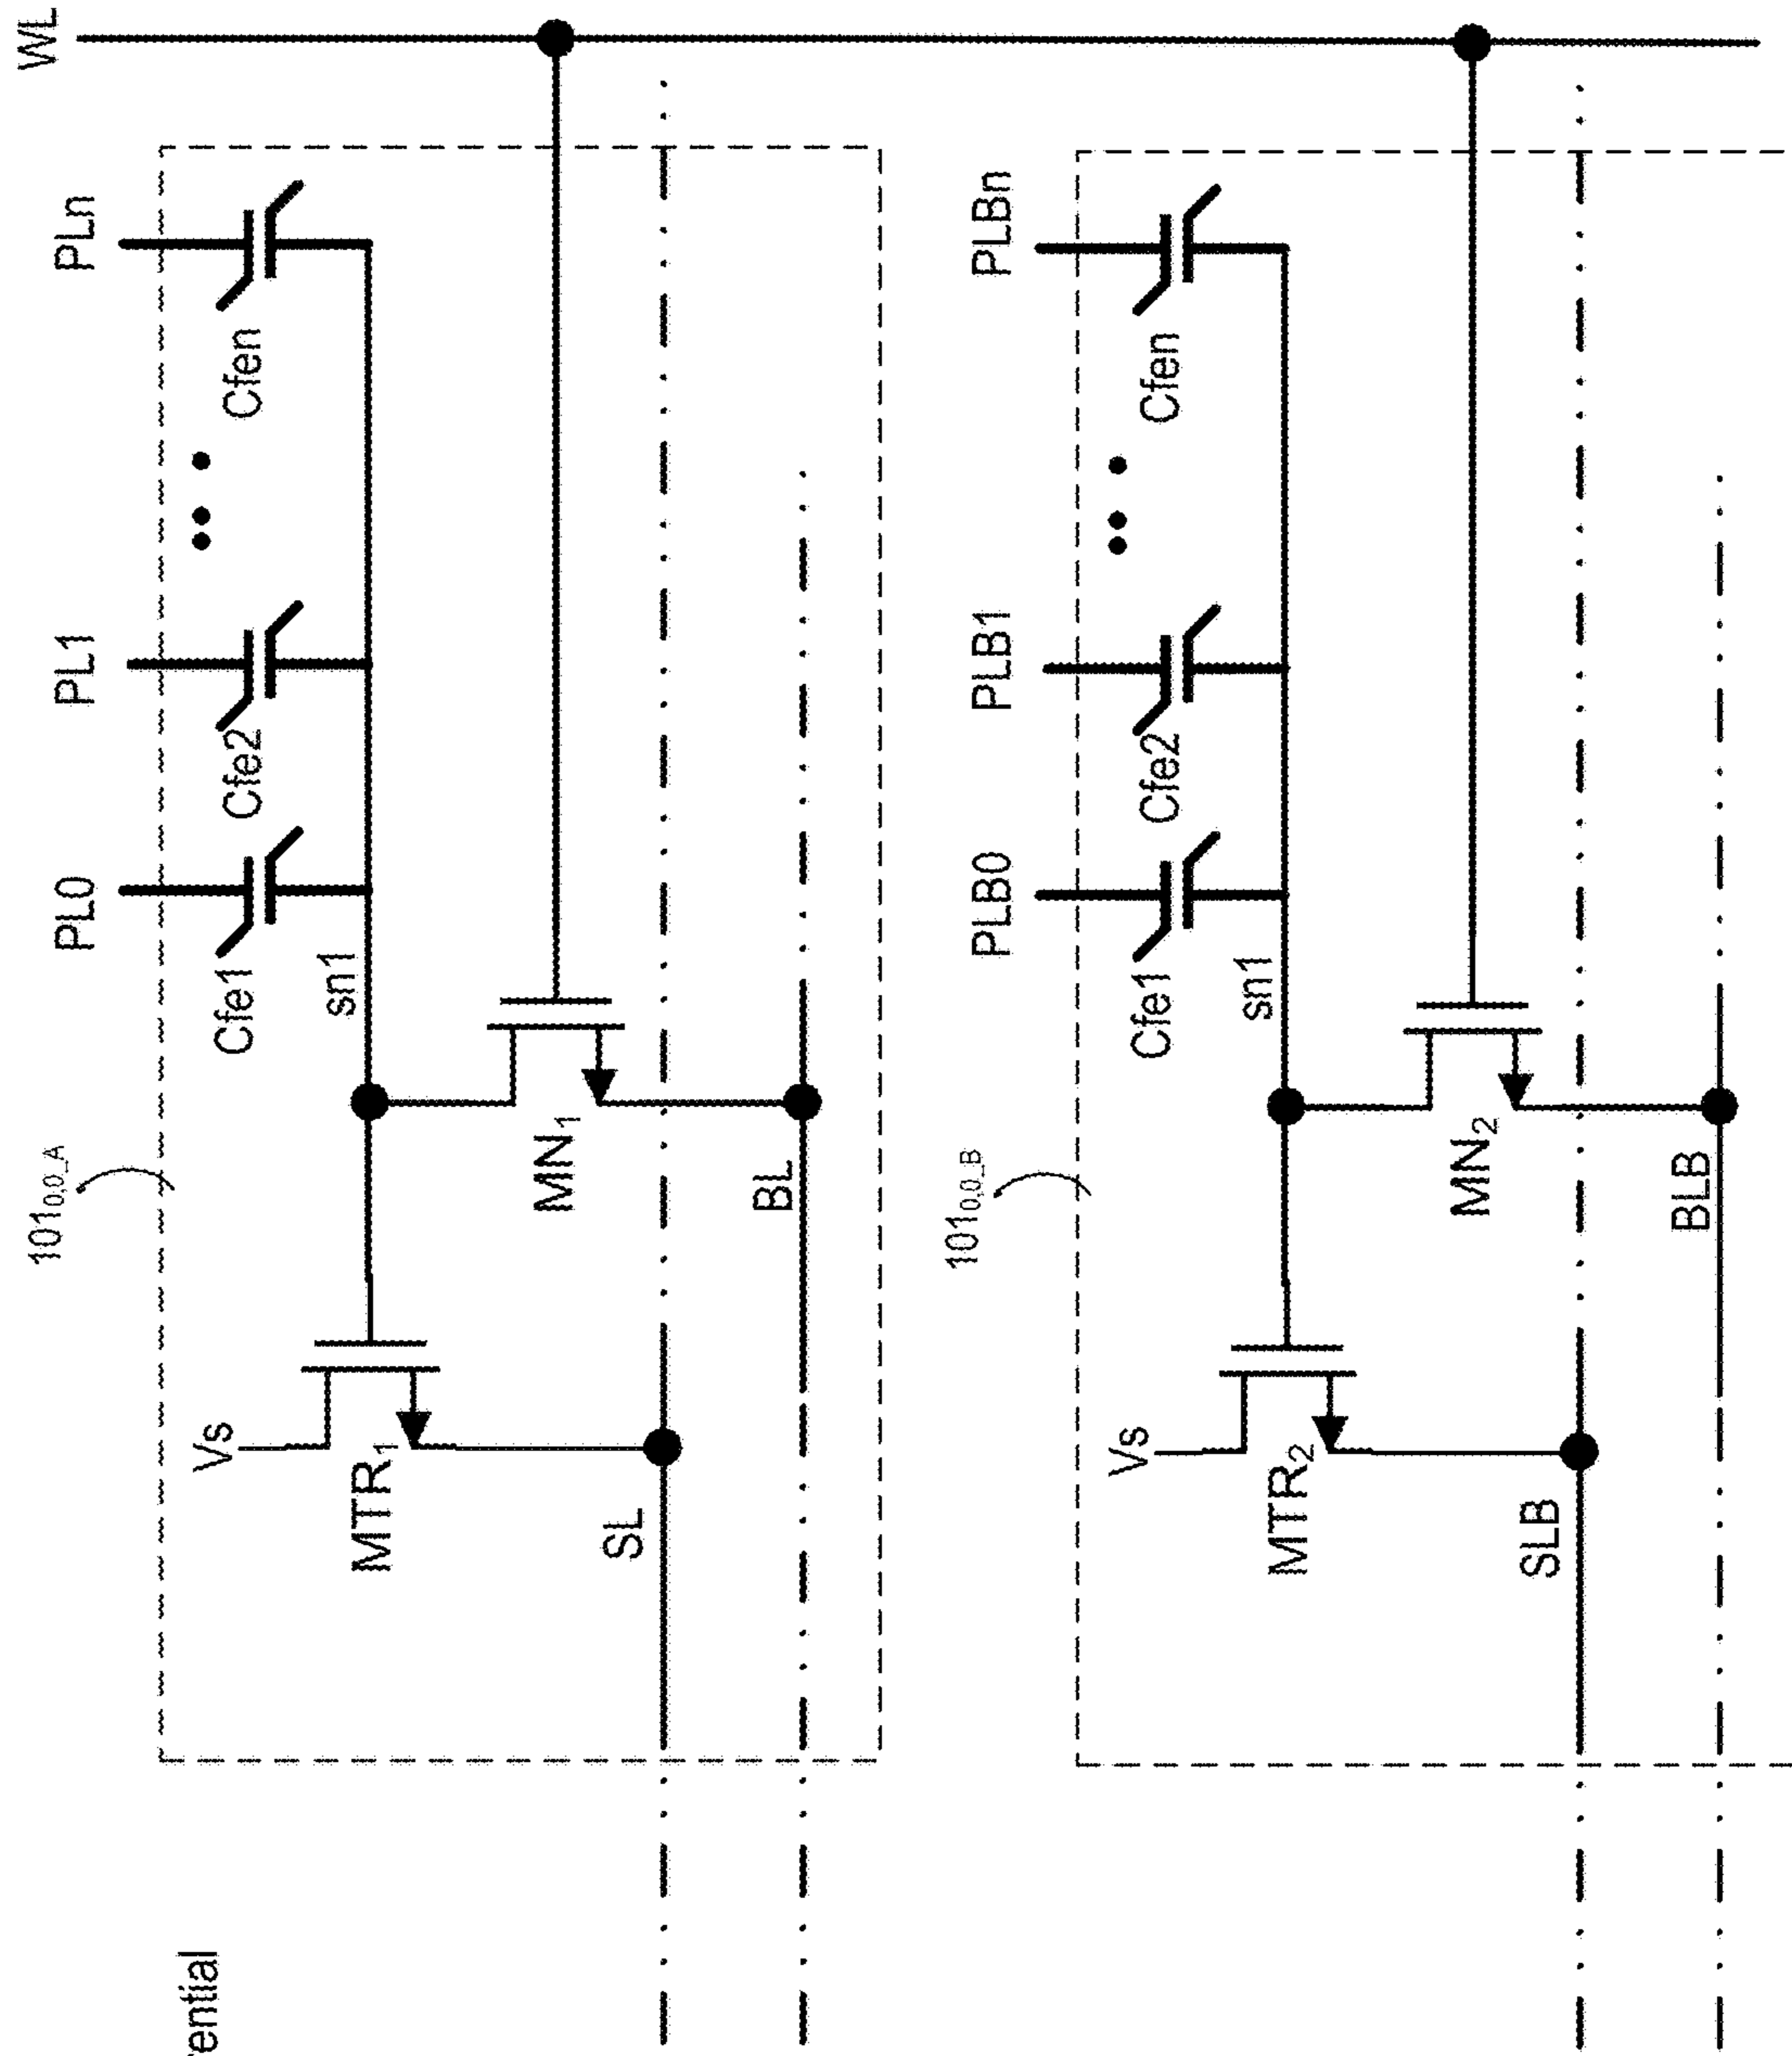 WL
101₀,₀_A
PL0
PL1
PLn
Vs
Cfe1
Cfe2
Cfen
sn1
MTR₁
MN₁
SL
BL
101₀,₀_B
PLB0
PLB1
PLBn
Vs
Cfe1
Cfe2
Cfen
sn1
MTR₂
MN₂
SLB
BLB